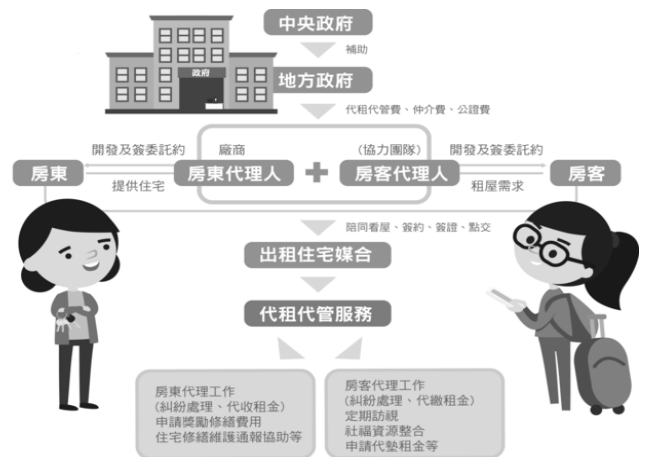 中央政府
補助
政府
地方政府
代租代管費、仲介費、公證費
開發及簽委託約
廠商
(協力團隊)
開發及簽委託約
房東
房東代理人
+
房客代理人
房客
提供住宅
租屋需求
陪同看屋、簽約、簽證、點交
出租住宅媒合
代租代管服務
房東代理工作
(糾紛處理、代收租金)
申請獎勵修繕費用
住宅修繕維護通報協助等
房客代理工作
(糾紛處理、代繳租金)
定期訪視
社福資源整合
申請代墊租金等